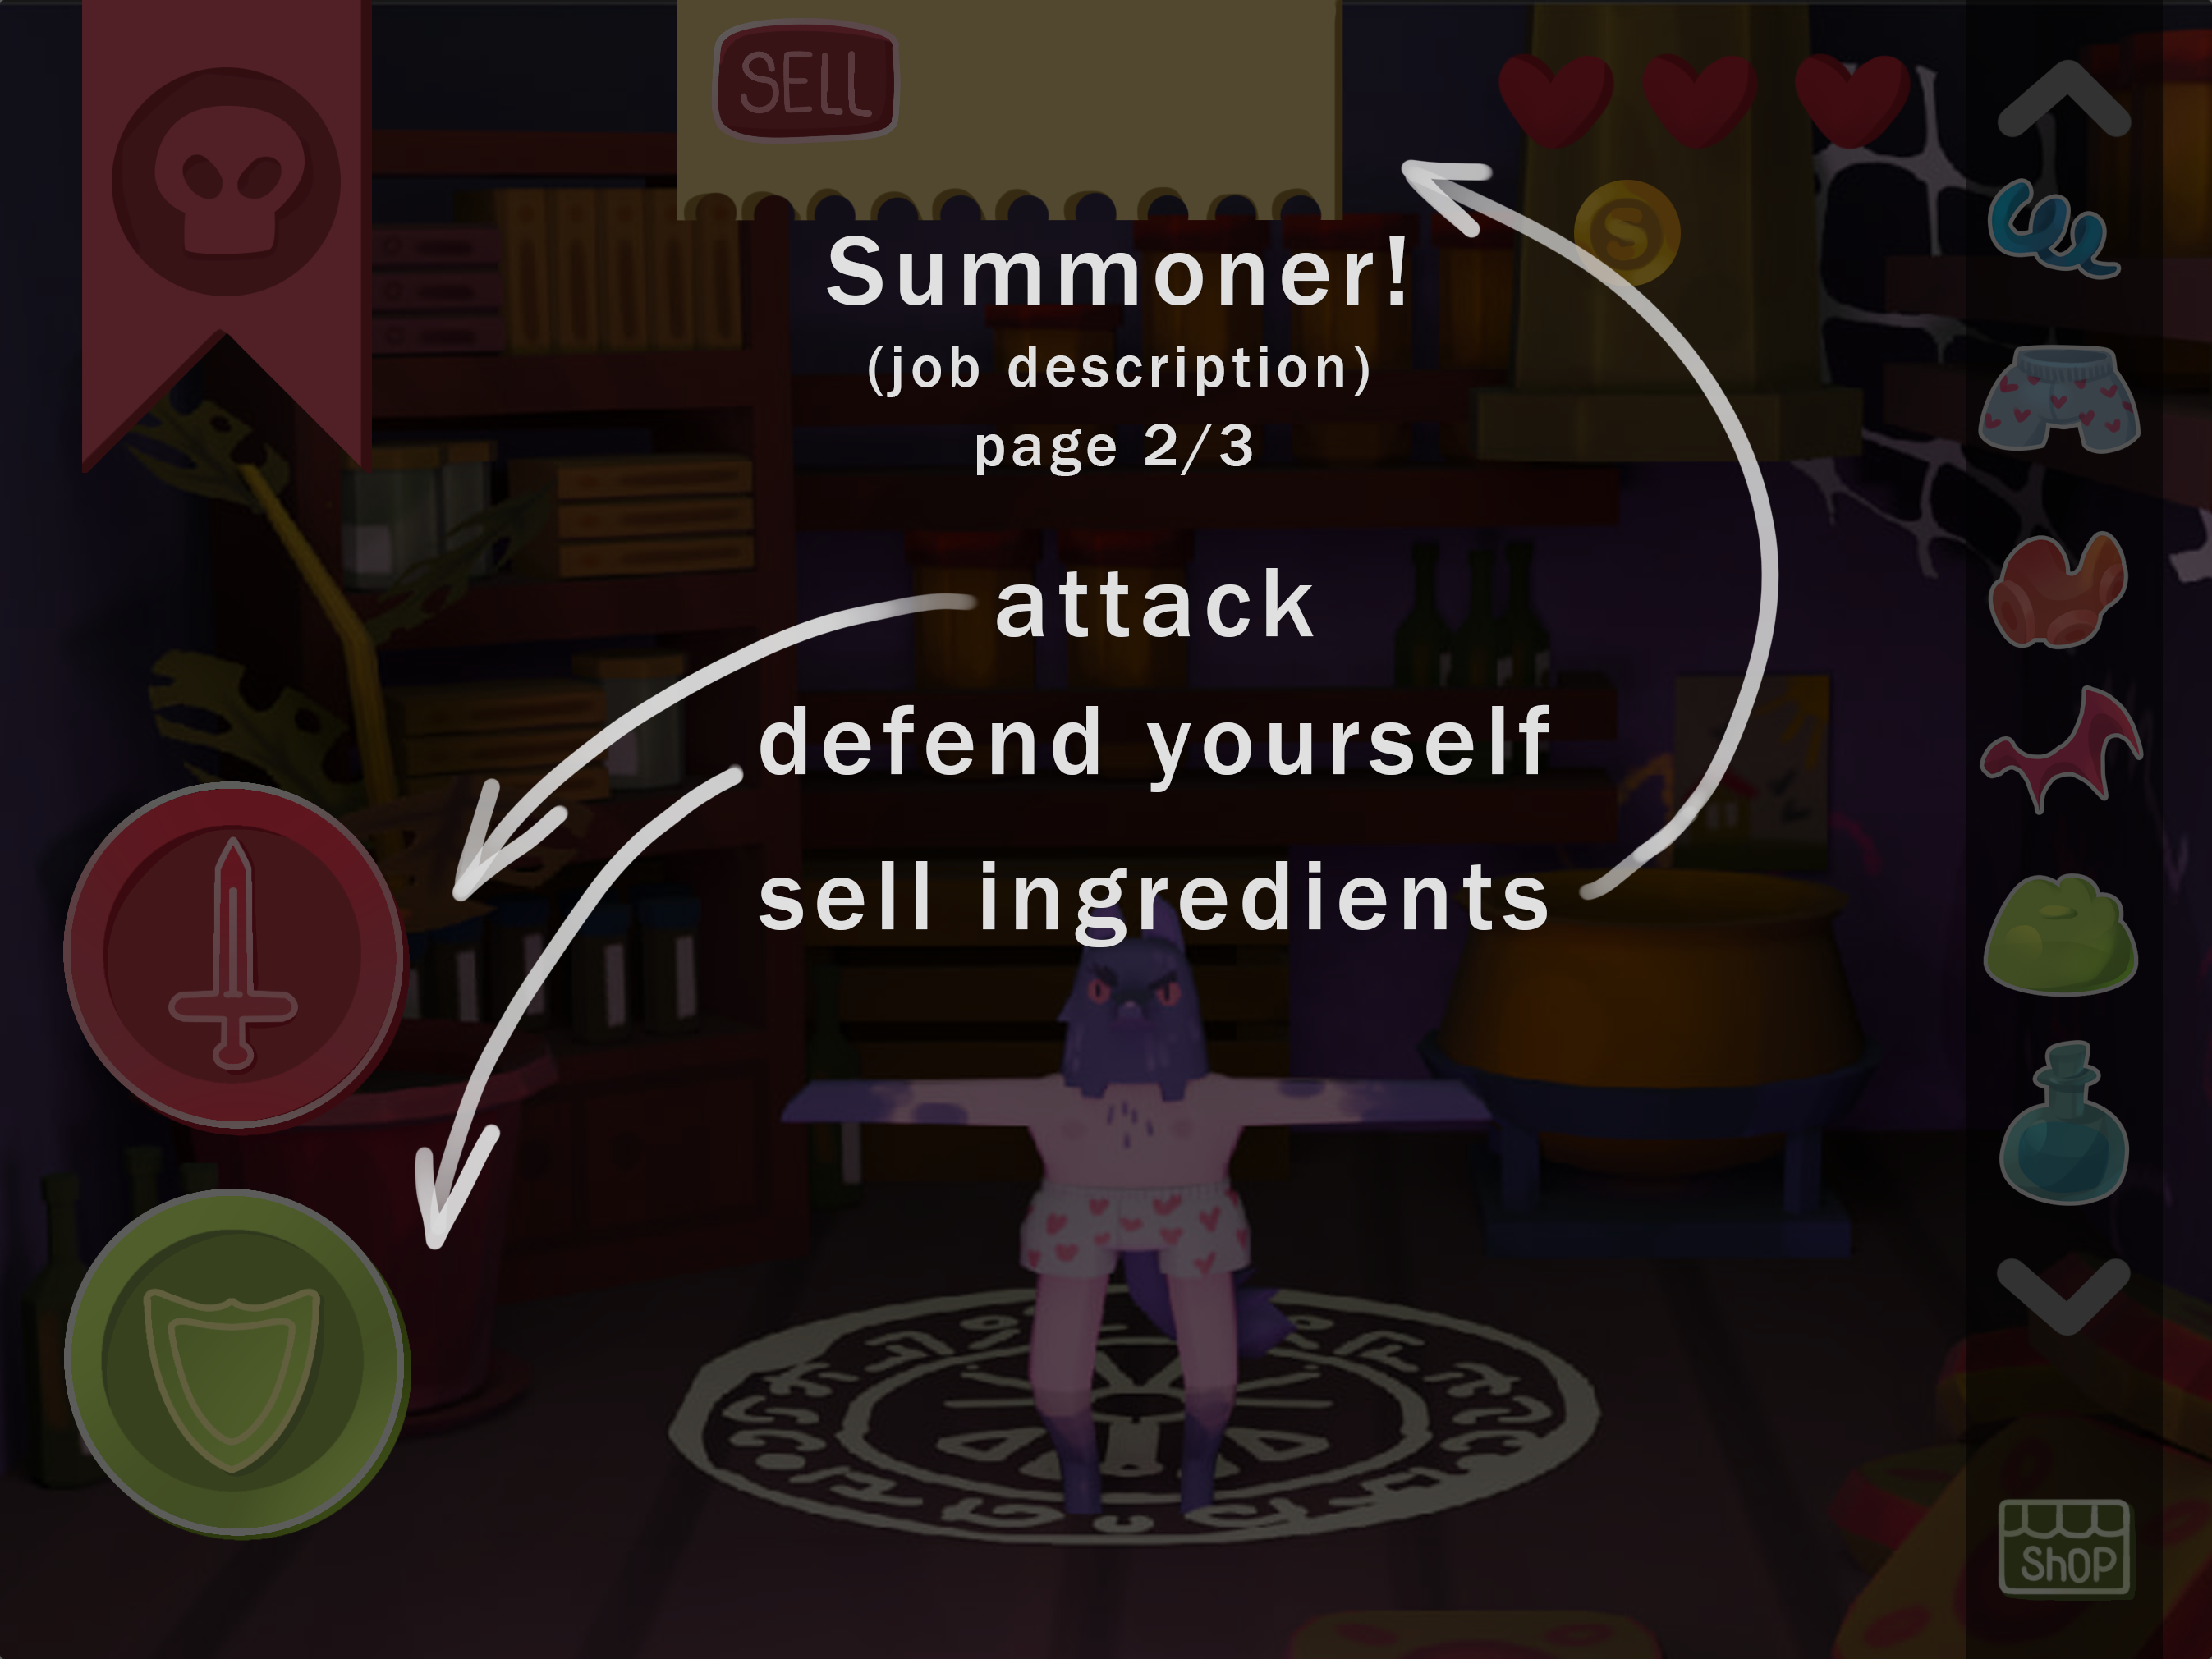 SELL
S
Summoner!
(job description)
page 2/3
attack
defend yourself
sell ingredients
ShOP